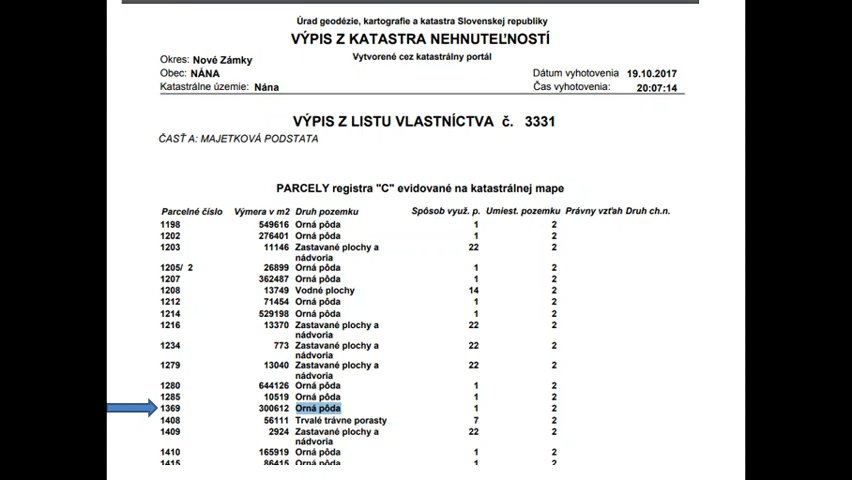 Úrad geodézie, kartografie a katastra Slovenskej republiky
VÝPIS Z KATASTRA NEHNUTEĽNOSTÍ
Vytvorené cez katastrálny portál
Okres: Nové Zámky
Obec: NÁNA
Katastrálne územie: Nána
Dátum vyhotovenia 19.10.2017
Čas vyhotovenia: 20:07:14
VÝPIS Z LISTU VLASTNÍCTVA č. 3331
ČASŤ A: MAJETKOVÁ PODSTATA
PARCELY registra "C" evidované na katastrálnej mape
Parcelné číslo Výmera v m2 Druh pozemku Spôsob využ. p. Umiest. pozemku Právny vzťah Druh ch.n.
1198 549616 Orná pôda 1 2
1202 276401 Orná pôda 1 2
1203 11146 Zastavané plochy a 22 2
nádvoria
1205/ 2 26899 Orná pôda 1 2
1207 362487 Orná pôda 1 2
1208 13749 Vodné plochy 14 2
1212 71454 Orná pôda 1 2
1214 529198 Orná pôda 1 2
1216 13370 Zastavané plochy a 22 2
nádvoria
1234 773 Zastavané plochy a 22 2
nádvoria
1279 13040 Zastavané plochy a 22 2
nádvoria
1280 644126 Orná pôda 1 2
1285 10519 Orná pôda 1 2
1369 300612 Orná pôda 1 2
1408 56111 Trvalé trávne porasty 7 2
1409 2924 Zastavané plochy a 22 2
nádvoria
1410 165919 Orná pôda 1 2
1415 86415 Orná pôda 1 2